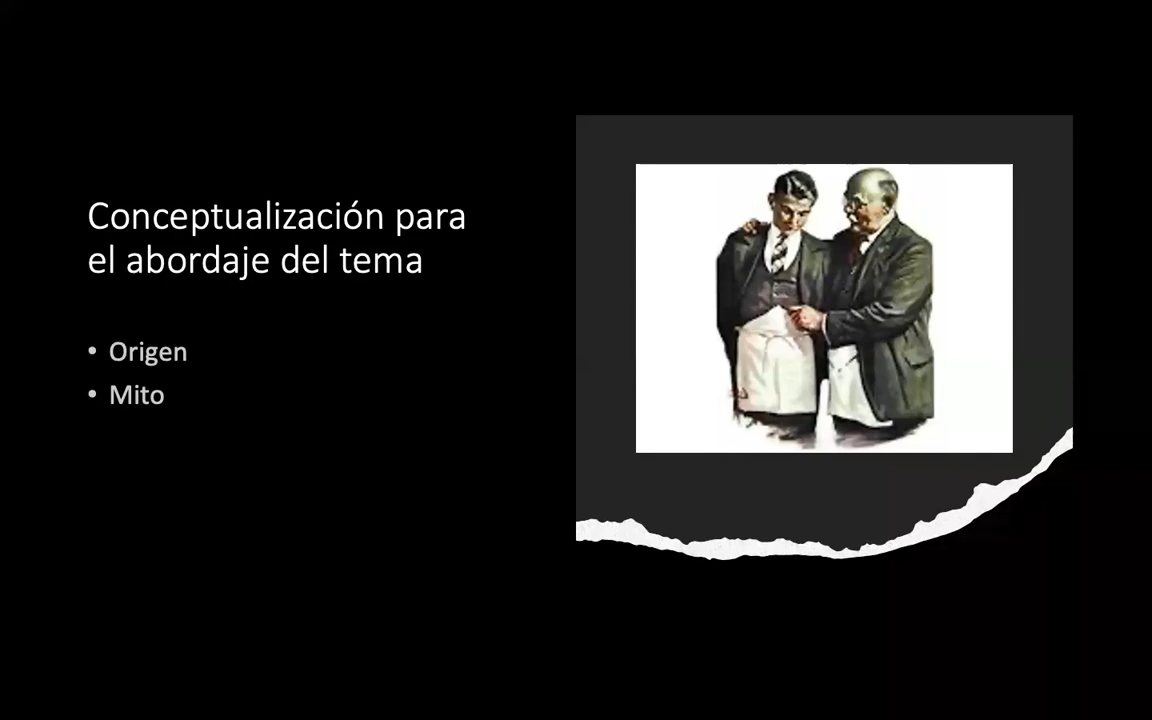 Conceptualización para
el abordaje del tema
• Origen
• Mito